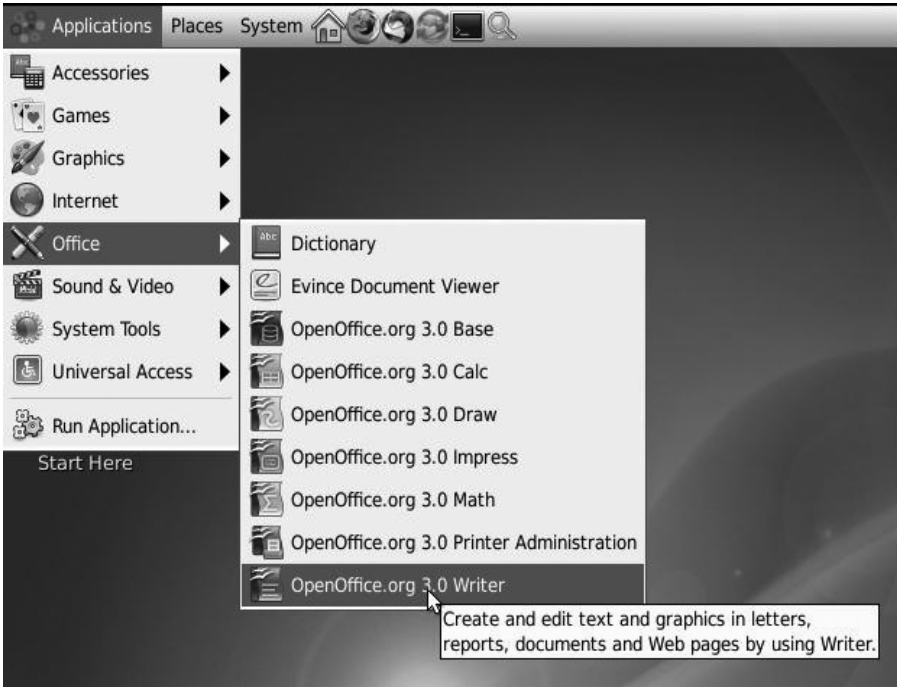 Applications Places System
Accessories
Games
Graphics
Internet
Office
Sound & Video
System Tools
Universal Access
Run Application...
Start Here
Dictionary
Evince Document Viewer
OpenOffice.org 3.0 Base
OpenOffice.org 3.0 Calc
OpenOffice.org 3.0 Draw
OpenOffice.org 3.0 Impress
OpenOffice.org 3.0 Math
OpenOffice.org 3.0 Printer Administration
OpenOffice.org 3.0 Writer
Create and edit text and graphics in letters,
reports, documents and Web pages by using Writer.